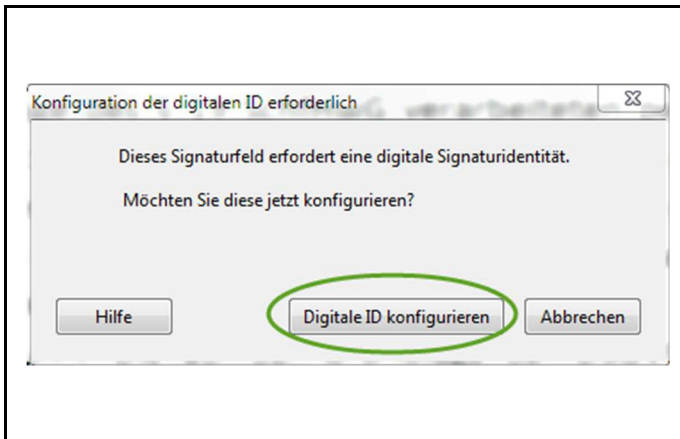 Konfiguration der digitalen ID erforderlich
Dieses Signaturfeld erfordert eine digitale Signaturidentität.
Möchten Sie diese jetzt konfigurieren?
Hilfe
Digitale ID konfigurieren
Abbrechen